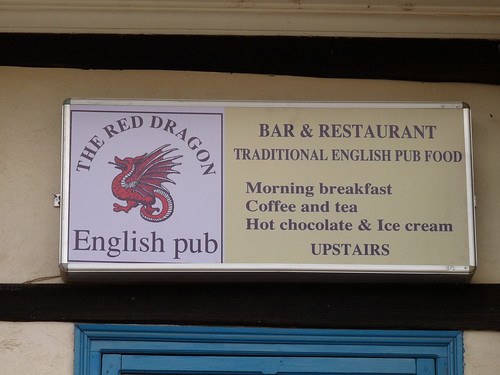 THE RED DRAGON
English pub
BAR & RESTAURANT
TRADITIONAL ENGLISH PUB FOOD
Morning breakfast
Coffee and tea
Hot chocolate & Ice cream
UPSTAIRS